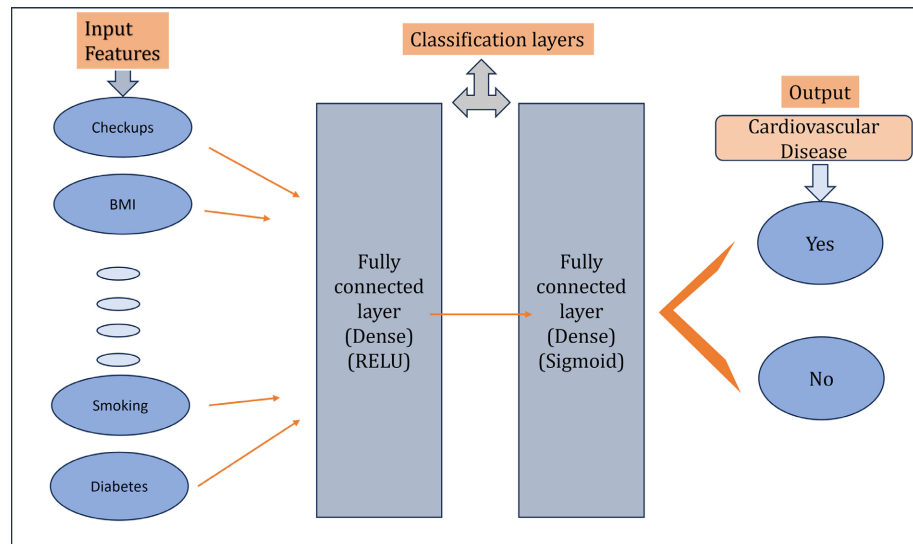 Input
Features
Checkups
BMI
Smoking
Diabetes
Classification layers
Fully
connected
layer
(Dense)
(RELU)
Fully
connected
layer
(Dense)
(Sigmoid)
Output
Cardiovascular
Disease
Yes
No